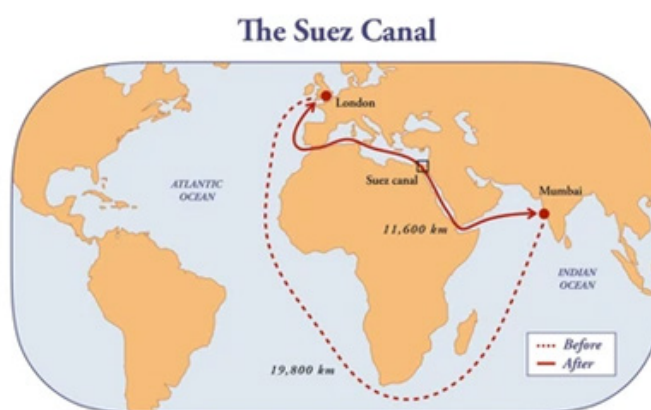 The Suez Canal
London
ATLANTIC
OCEAN
Suez canal
Mumbai
11,600 km
INDIAN
OCEAN
Before
After
19,800 km